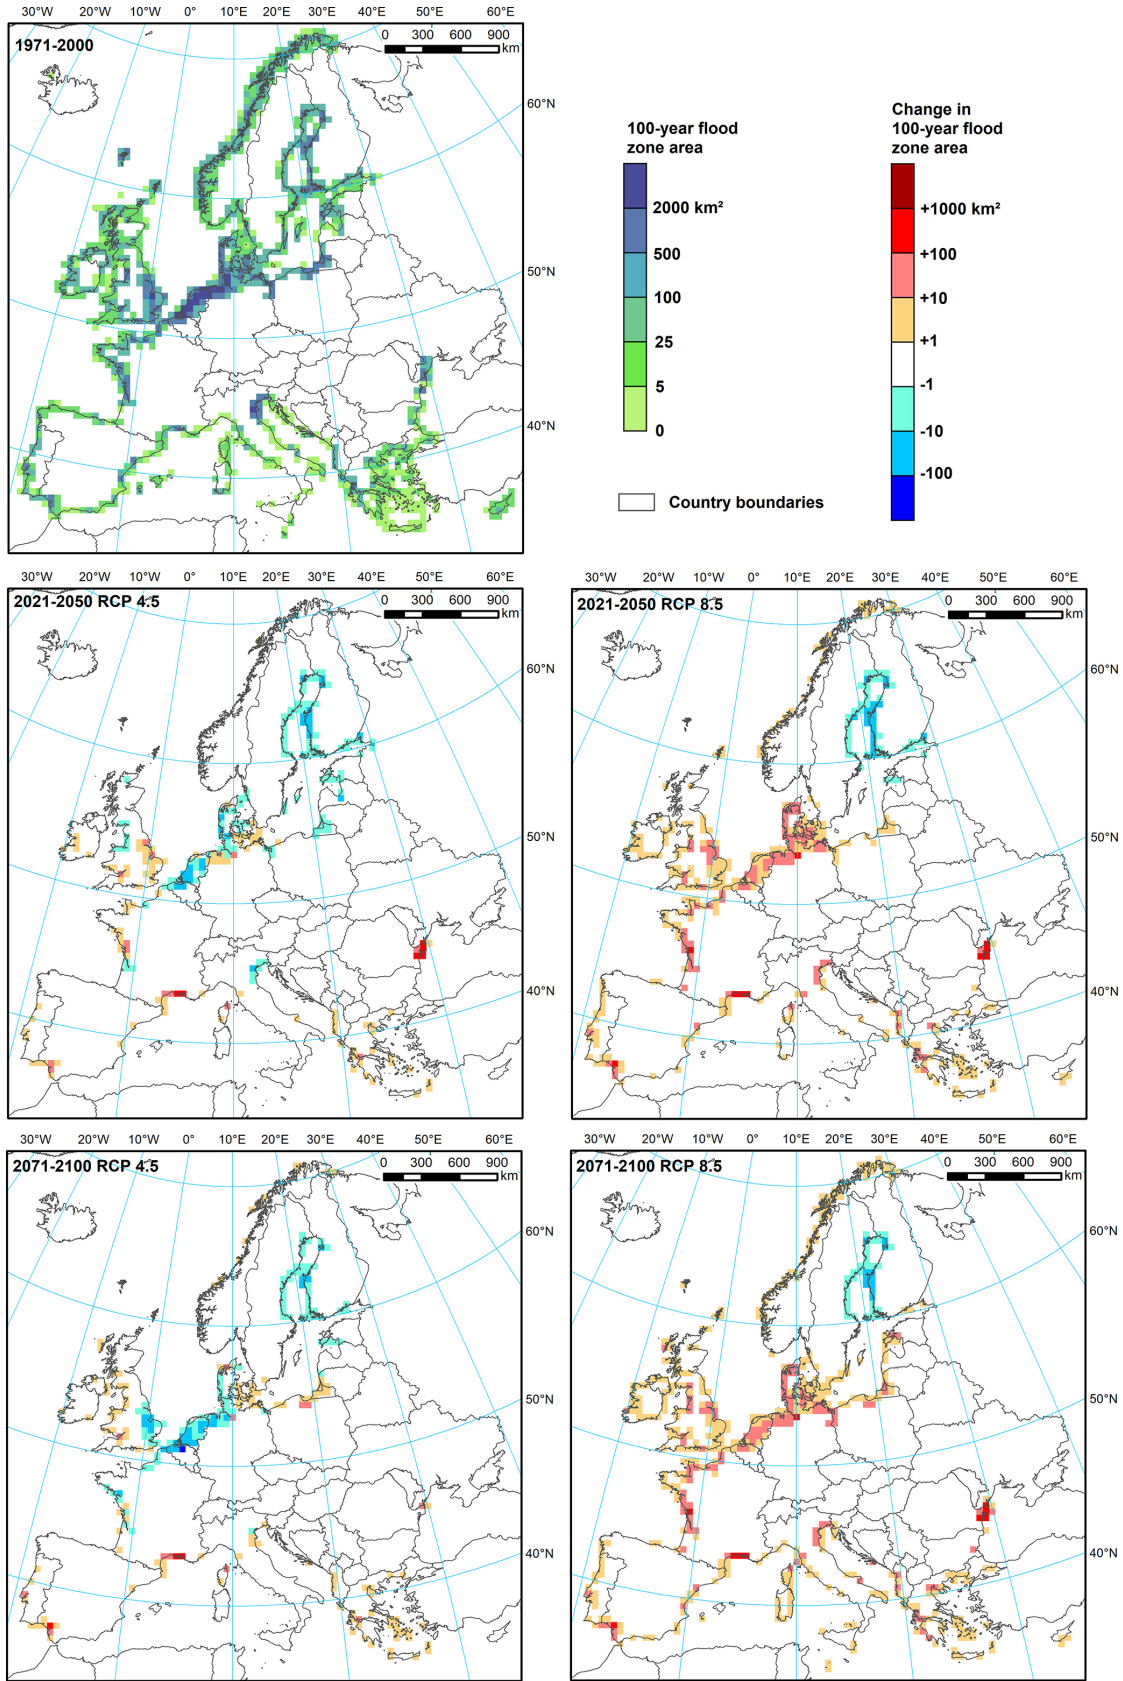 30°W 20°W 10°W 0° 10°E 20°E 30°E 50°E 60°E
1971-2000
0 300 600 900
km
60°N
50°N
40°N
100-year flood
zone area
2000 km²
500
100
25
5
0
Change in
100-year flood
zone area
+1000 km²
+100
+10
+1
-1
-10
-100
Country boundaries
30°W 20°W 10°W 0° 10°E 20°E 30°E 50°E 60°E
2021-2050 RCP 4.5
0 300 600 900
km
60°N
50°N
40°N
30°W 20°W 10°W 0° 10°E 20°E 30°E 50°E 60°E
2021-2050 RCP 8.5
0 300 600 900
km
60°N
50°N
40°N
30°W 20°W 10°W 0° 10°E 20°E 30°E 50°E 60°E
2071-2100 RCP 4.5
0 300 600 900
km
60°N
50°N
40°N
30°W 20°W 10°W 0° 10°E 20°E 30°E 50°E 60°E
2071-2100 RCP 8.5
0 300 600 900
km
60°N
50°N
40°N